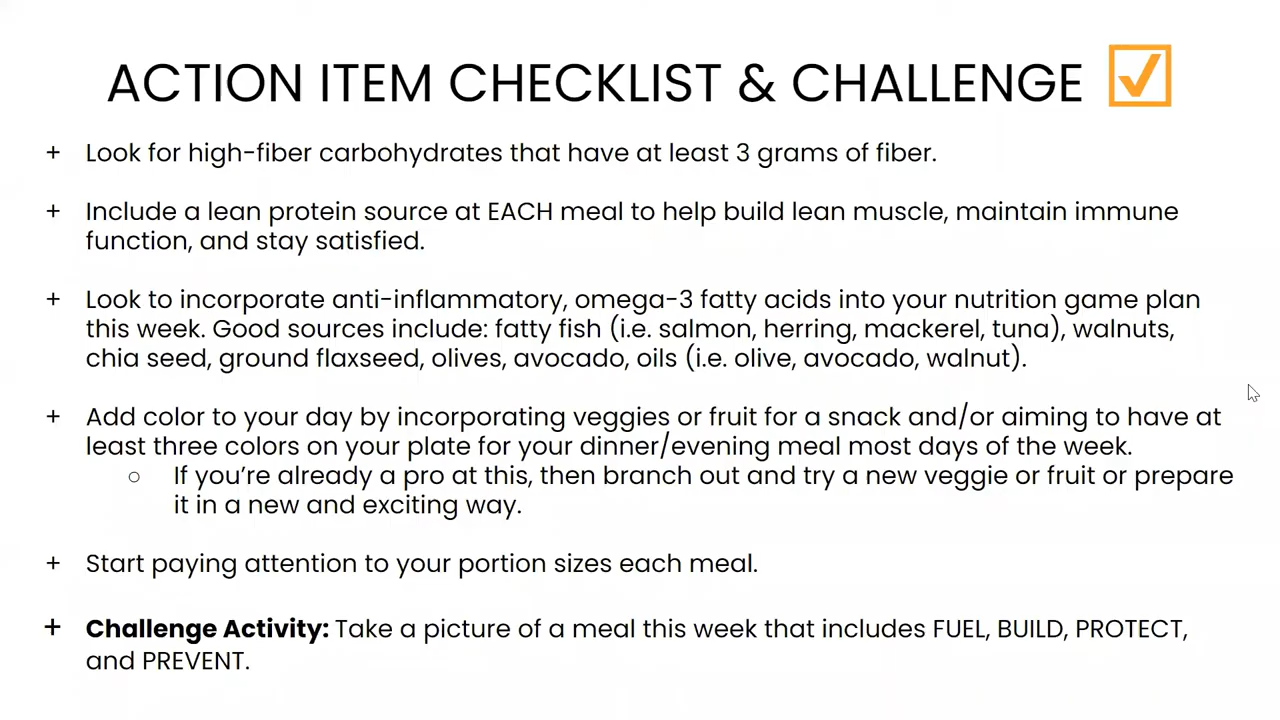 ACTION ITEM CHECKLIST & CHALLENGE
+ Look for high-fiber carbohydrates that have at least 3 grams of fiber.
+ Include a lean protein source at EACH meal to help build lean muscle, maintain immune
function, and stay satisfied.
+ Look to incorporate anti-inflammatory, omega-3 fatty acids into your nutrition game plan
this week. Good sources include: fatty fish (i.e. salmon, herring, mackerel, tuna), walnuts,
chia seed, ground flaxseed, olives, avocado, oils (i.e. olive, avocado, walnut).
+ Add color to your day by incorporating veggies or fruit for a snack and/or aiming to have at
least three colors on your plate for your dinner/evening meal most days of the week.
○ If you’re already a pro at this, then branch out and try a new veggie or fruit or prepare
it in a new and exciting way.
+ Start paying attention to your portion sizes each meal.
+ Challenge Activity: Take a picture of a meal this week that includes FUEL, BUILD, PROTECT,
and PREVENT.